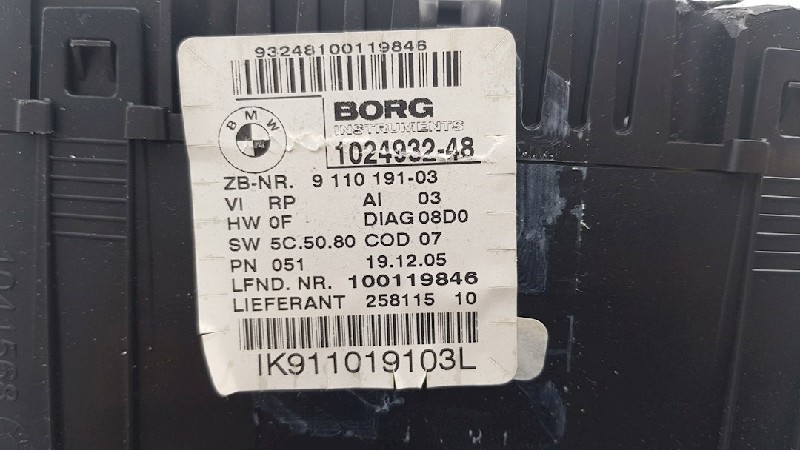 93248100119846
BMW
BORG
INSTRUMENTS
1024932-48
ZB-NR. 9 110 191-03
VI RP AI 03
HW 0F DIAG 08D0
SW 5C.50.80 COD 07
PN 051 19.12.05
LFND. NR. 100119846
LIEFERANT 258115 10
IK911019103L